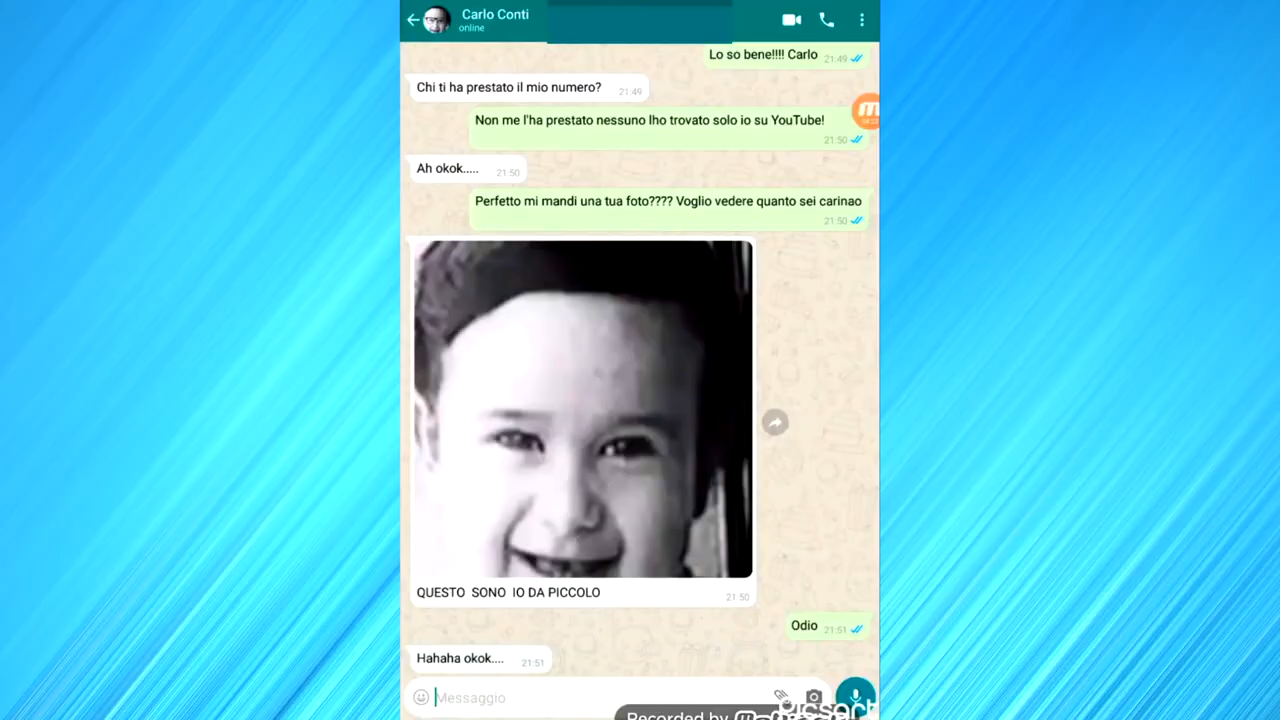 Carlo Conti
online
Lo so bene!!!! Carlo 21:49
Chi ti ha prestato il mio numero? 21:49
Non me l'ha prestato nessuno lho trovato solo io su YouTube!
21:50
Ah okok..... 21:50
Perfetto mi mandi una tua foto???? Voglio vedere quanto sei carinao
21:50
QUESTO SONO IO DA PICCOLO
21:50
Odio 21:51
Hahaha okok.... 21:51
Messaggio
Recorded by